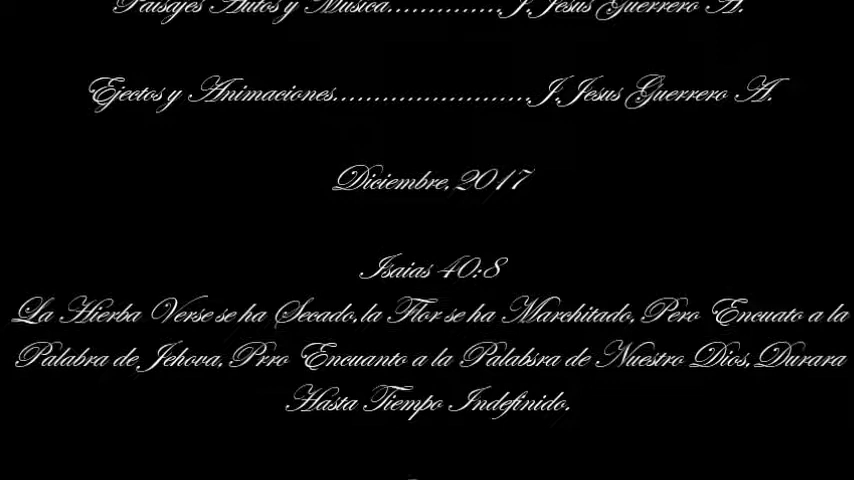 Paisajes Autos y Musica..............J. Jesus Guerrero A.
Efectos y Animaciones........................J. Jesus Guerrero A.
Diciembre, 2017
Isaias 40:8
La Hierba Verse se ha Secado, la Flor se ha Marchitado, Pero Encuato a la
Palabra de Jehova, Prro Encuanto a la Palabsra de Nuestro Dios, Durara
Hasta Tiempo Indefinido.